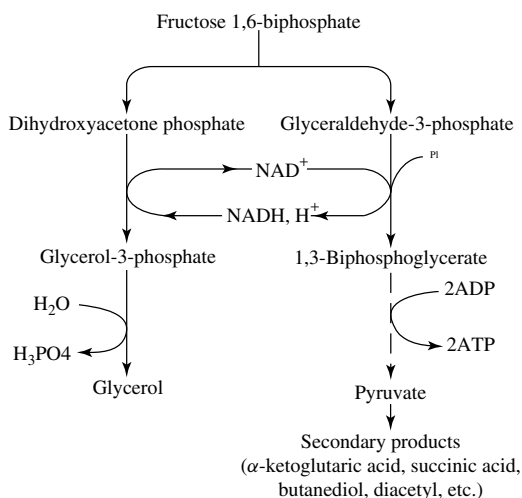 Fructose 1,6-biphosphate
Dihydroxyacetone phosphate
Glyceraldehyde-3-phosphate
NAD⁺
PI
NADH, H⁺
Glycerol-3-phosphate
1,3-Biphosphoglycerate
H₂O
2ADP
H₃PO4
2ATP
Glycerol
Pyruvate
Secondary products
(α-ketoglutaric acid, succinic acid,
butanediol, diacetyl, etc.)